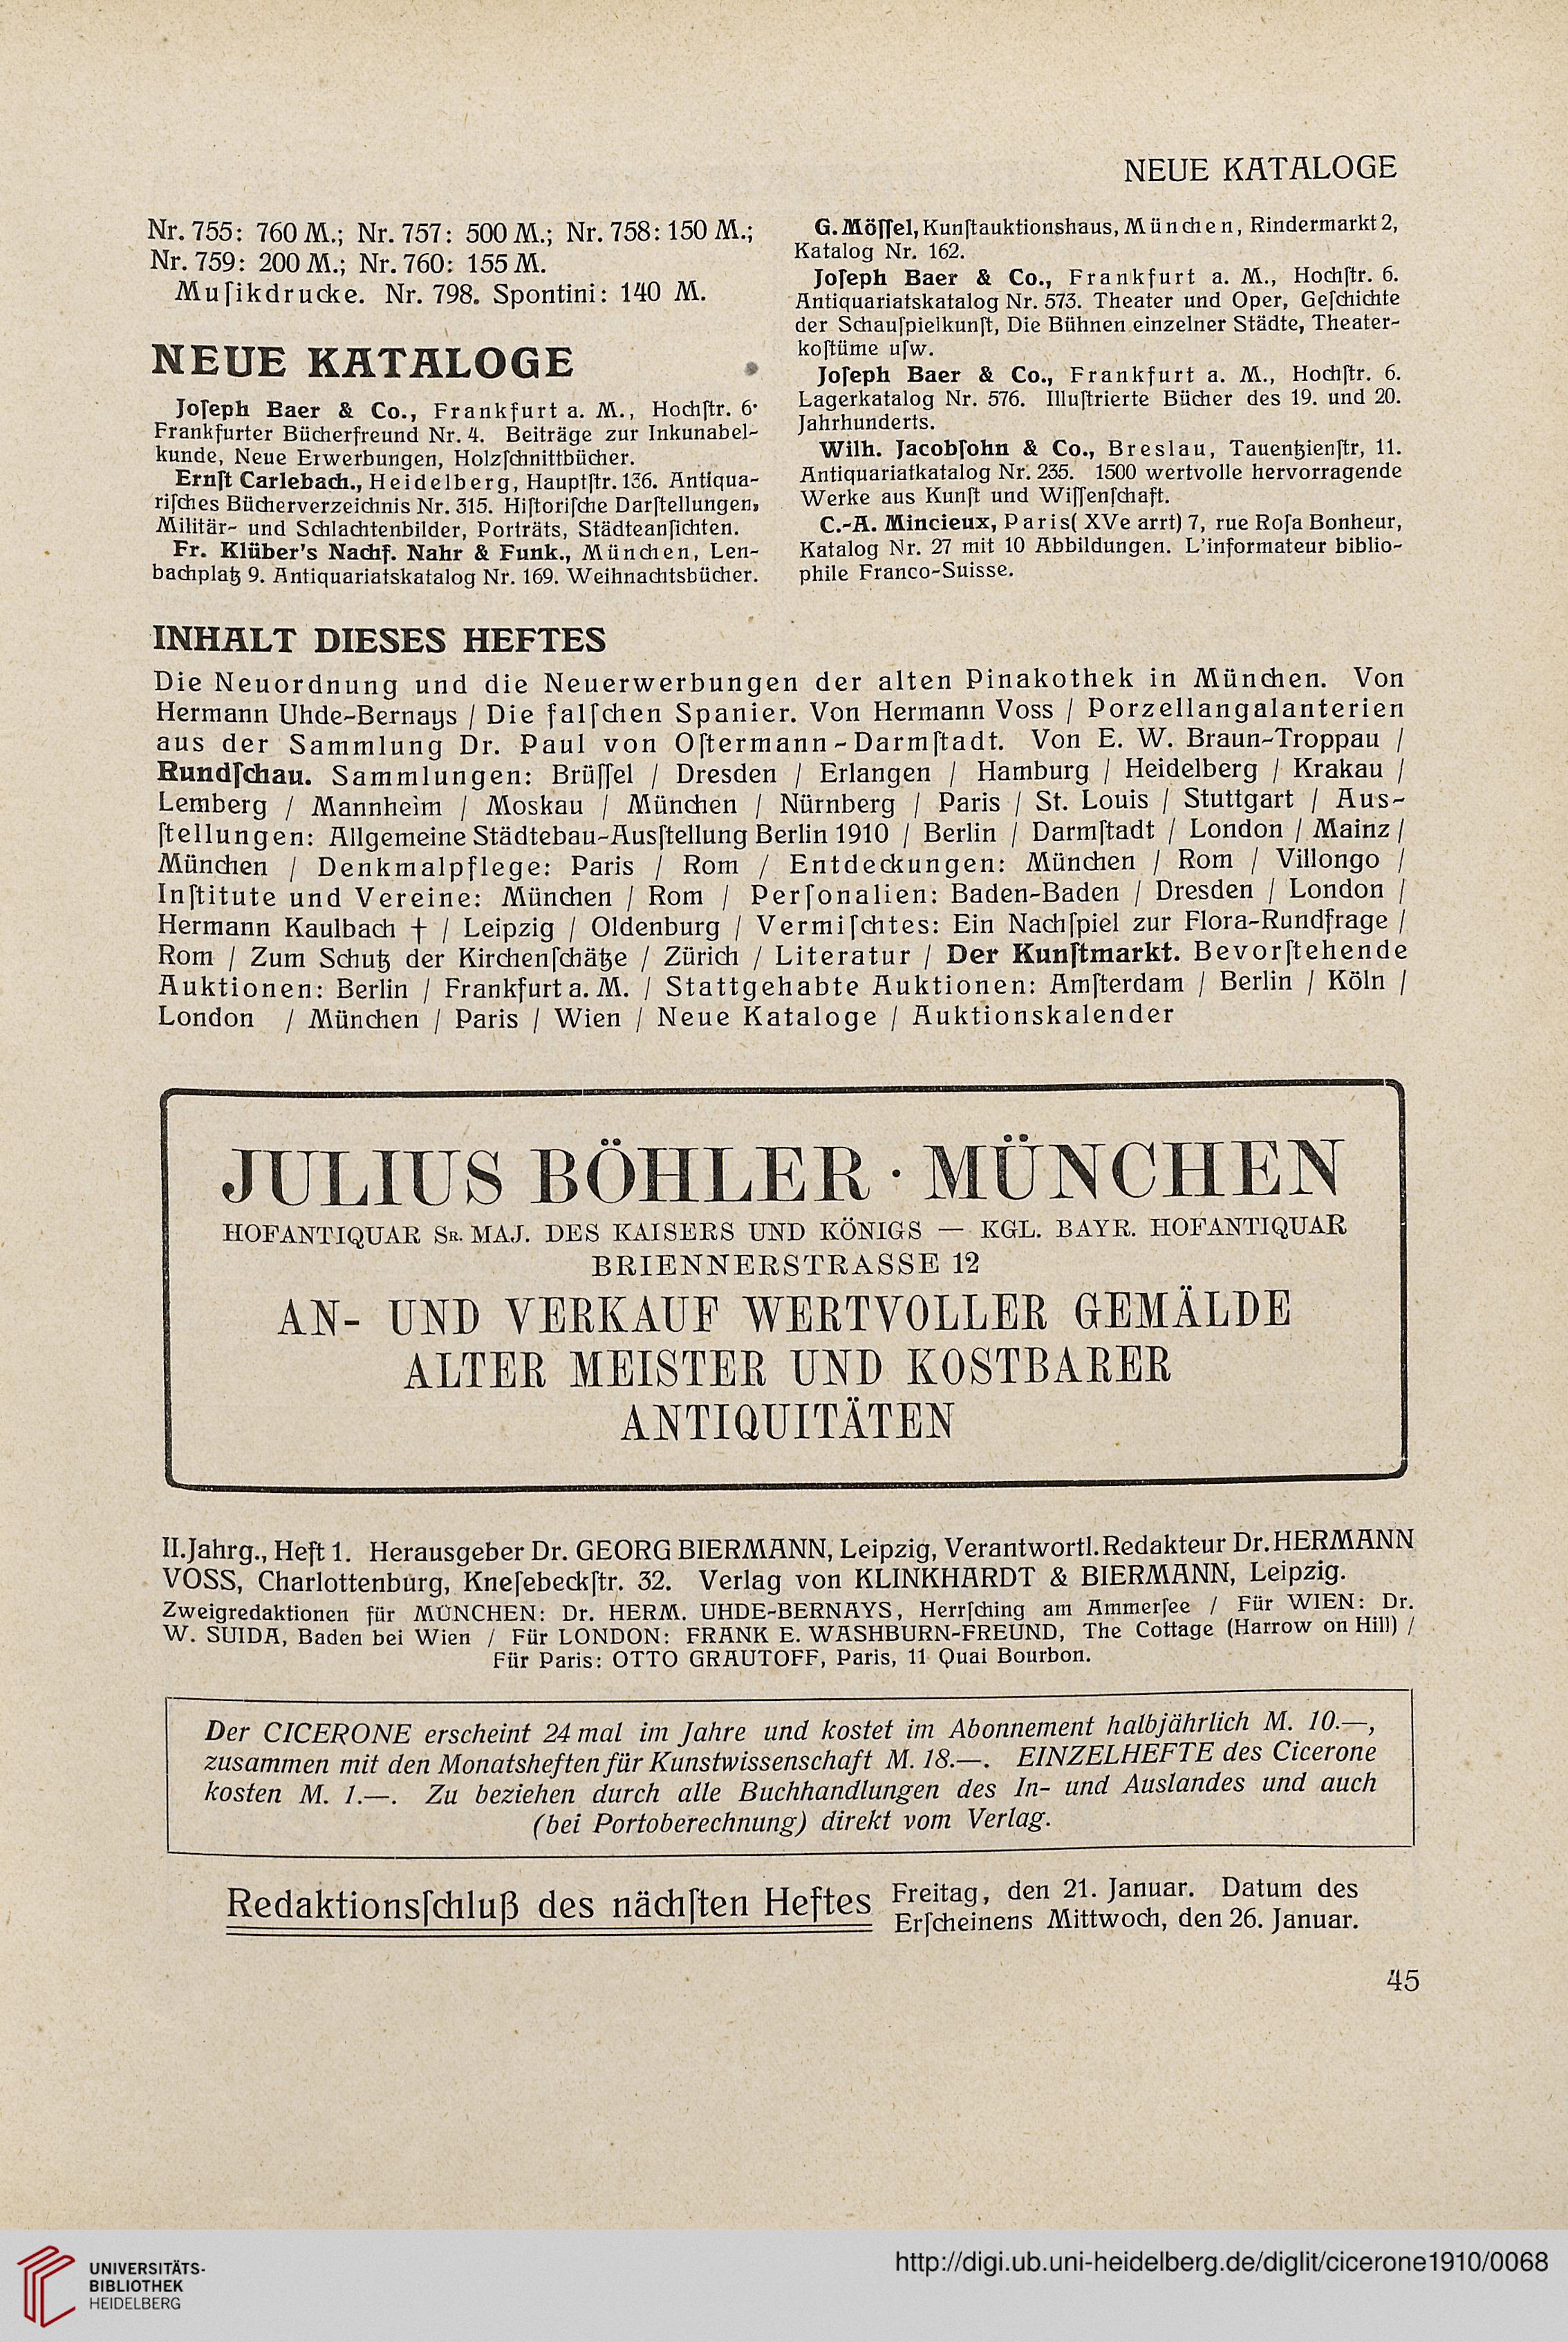 NEUE KATALOGE
Nr. 755: 760 M.; Nr. 757: 500 M.; Nr. 758: 150 M.;
Nr. 759: 200 M.; Nr. 760: 155 M.
Muſikdrucke. Nr. 798. Spontini: 140 M.
NEUE KATALOGE
Joſeph Baer & Co., Frankfurt a. M., Hochſtr. 6·
Frankfurter Bücherfreund Nr. 4. Beiträge zur Inkunabel-
kunde, Neue Erwerbungen, Holzſchnittbücher.
Ernſt Carlebach., Heidelberg, Hauptſtr. 136. Antiqua-
riſches Bücherverzeichnis Nr. 315. Hiſtoriſche Darſtellungen,
Militär- und Schlachtenbilder, Porträts, Städteanſichten.
Fr. Klüber's Nachf. Nahr & Funk., München, Len-
bachplatz 9. Antiquariatskatalog Nr. 169. Weihnachtsbücher.
G. Möſſel, Kunſtauktionshaus, München, Rindermarkt 2,
Katalog Nr. 162.
Joſeph Baer & Co., Frankfurt a. M., Hochſtr. 6.
Antiquariatskatalog Nr. 573. Theater und Oper, Geſchichte
der Schauſpielkunſt, Die Bühnen einzelner Städte, Theater-
koſtüme uſw.
Joſeph Baer & Co., Frankfurt a. M., Hochſtr. 6.
Lagerkatalog Nr. 576. Illuſtrierte Bücher des 19. und 20.
Jahrhunderts.
Wilh. Jacobſohn & Co., Breslau, Tauentzienſtr, 11.
Antiquariatkatalog Nr. 235. 1500 wertvolle hervorragende
Werke aus Kunſt und Wiſſenſchaft.
C.-A. Mincieux, Paris( XVe arrt) 7, rue Roſa Bonheur,
Katalog Nr. 27 mit 10 Abbildungen. L'informateur biblio-
phile Franco-Suisse.
INHALT DIESES HEFTES
Die Neuordnung und die Neuerwerbungen der alten Pinakothek in München. Von
Hermann Uhde-Bernays / Die falſchen Spanier. Von Hermann Voss / Porzellangalanterien
aus der Sammlung Dr. Paul von Oſtermann-Darmſtadt. Von E. W. Braun-Troppau /
Rundſchau. Sammlungen: Brüſſel / Dresden / Erlangen / Hamburg / Heidelberg / Krakau /
Lemberg / Mannheim / Moskau / München / Nürnberg / Paris / St. Louis / Stuttgart / Aus-
ſtellungen: Allgemeine Städtebau-Ausſtellung Berlin 1910 / Berlin / Darmſtadt / London / Mainz /
München / Denkmalpflege: Paris / Rom / Entdeckungen: München / Rom / Villongo /
Inſtitute und Vereine: München / Rom / Perſonalien: Baden-Baden / Dresden / London /
Hermann Kaulbach † / Leipzig / Oldenburg / Vermiſchtes: Ein Nachſpiel zur Flora-Rundfrage /
Rom / Zum Schutz der Kirchenſchätze / Zürich / Literatur / Der Kunſtmarkt. Bevorſtehende
Auktionen: Berlin / Frankfurt a. M. / Stattgehabte Auktionen: Amſterdam / Berlin / Köln /
London / München / Paris / Wien / Neue Kataloge / Auktionskalender
JULIUS BÖHLER · MÜNCHEN
HOFANTIQUAR SR. MAJ. DES KAISERS UND KÖNIGS — KGL. BAYR. HOFANTIQUAR
BRIENNERSTRASSE 12
AN- UND VERKAUF WERTVOLLER GEMÄLDE
ALTER MEISTER UND KOSTBARER
ANTIQUITÄTEN
II. Jahrg., Heft 1. Herausgeber Dr. GEORG BIERMANN, Leipzig, Verantwortl. Redakteur Dr. HERMANN
VOSS, Charlottenburg, Kneſebeckſtr. 32. Verlag von KLINKHARDT & BIERMANN, Leipzig.
Zweigredaktionen für MÜNCHEN: Dr. HERM. UHDE-BERNAYS, Herrſching am Ammerſee / Für WIEN: Dr.
W. SUIDA, Baden bei Wien / Für LONDON: FRANK E. WASHBURN-FREUND, The Cottage (Harrow on Hill) /
Für Paris: OTTO GRAUTOFF, Paris, 11 Quai Bourbon.
Der CICERONE erscheint 24 mal im Jahre und kostet im Abonnement halbjährlich M. 10.—,
zusammen mit den Monatsheften für Kunstwissenschaft M. 18.—. EINZELHEFTE des Cicerone
kosten M. 1.—. Zu beziehen durch alle Buchhandlungen des In- und Auslandes und auch
(bei Portoberechnung) direkt vom Verlag.
Redaktionsſchluß des nächſten Heftes Freitag, den 21. Januar. Datum des
Erſcheinens Mittwoch, den 26. Januar.
45
UNIVERSITÄTS-
BIBLIOTHEK
HEIDELBERG
http://digi.ub.uni-heidelberg.de/diglit/cicerone1910/0068